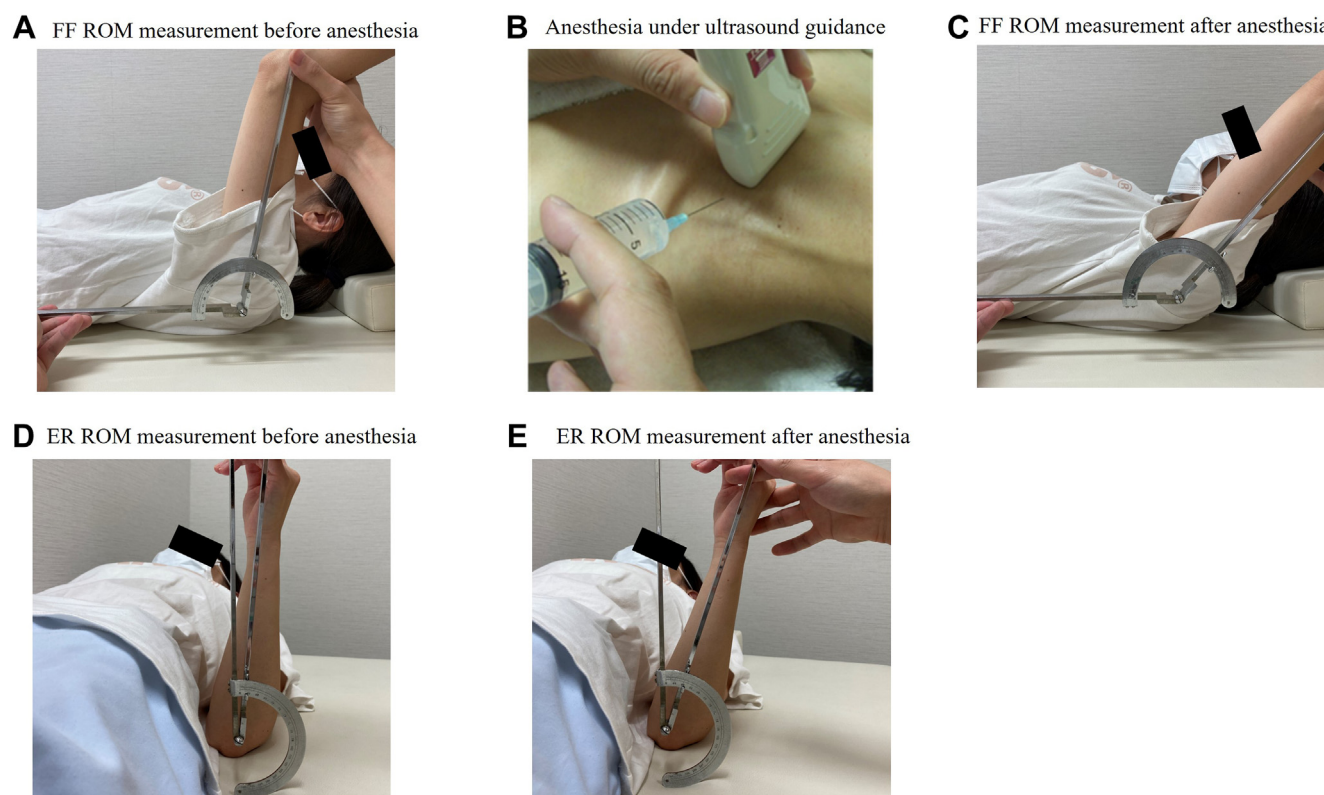 A FF ROM measurement before anesthesia
B Anesthesia under ultrasound guidance
C FF ROM measurement after anesthesia
5
D ER ROM measurement before anesthesia
E ER ROM measurement after anesthesia